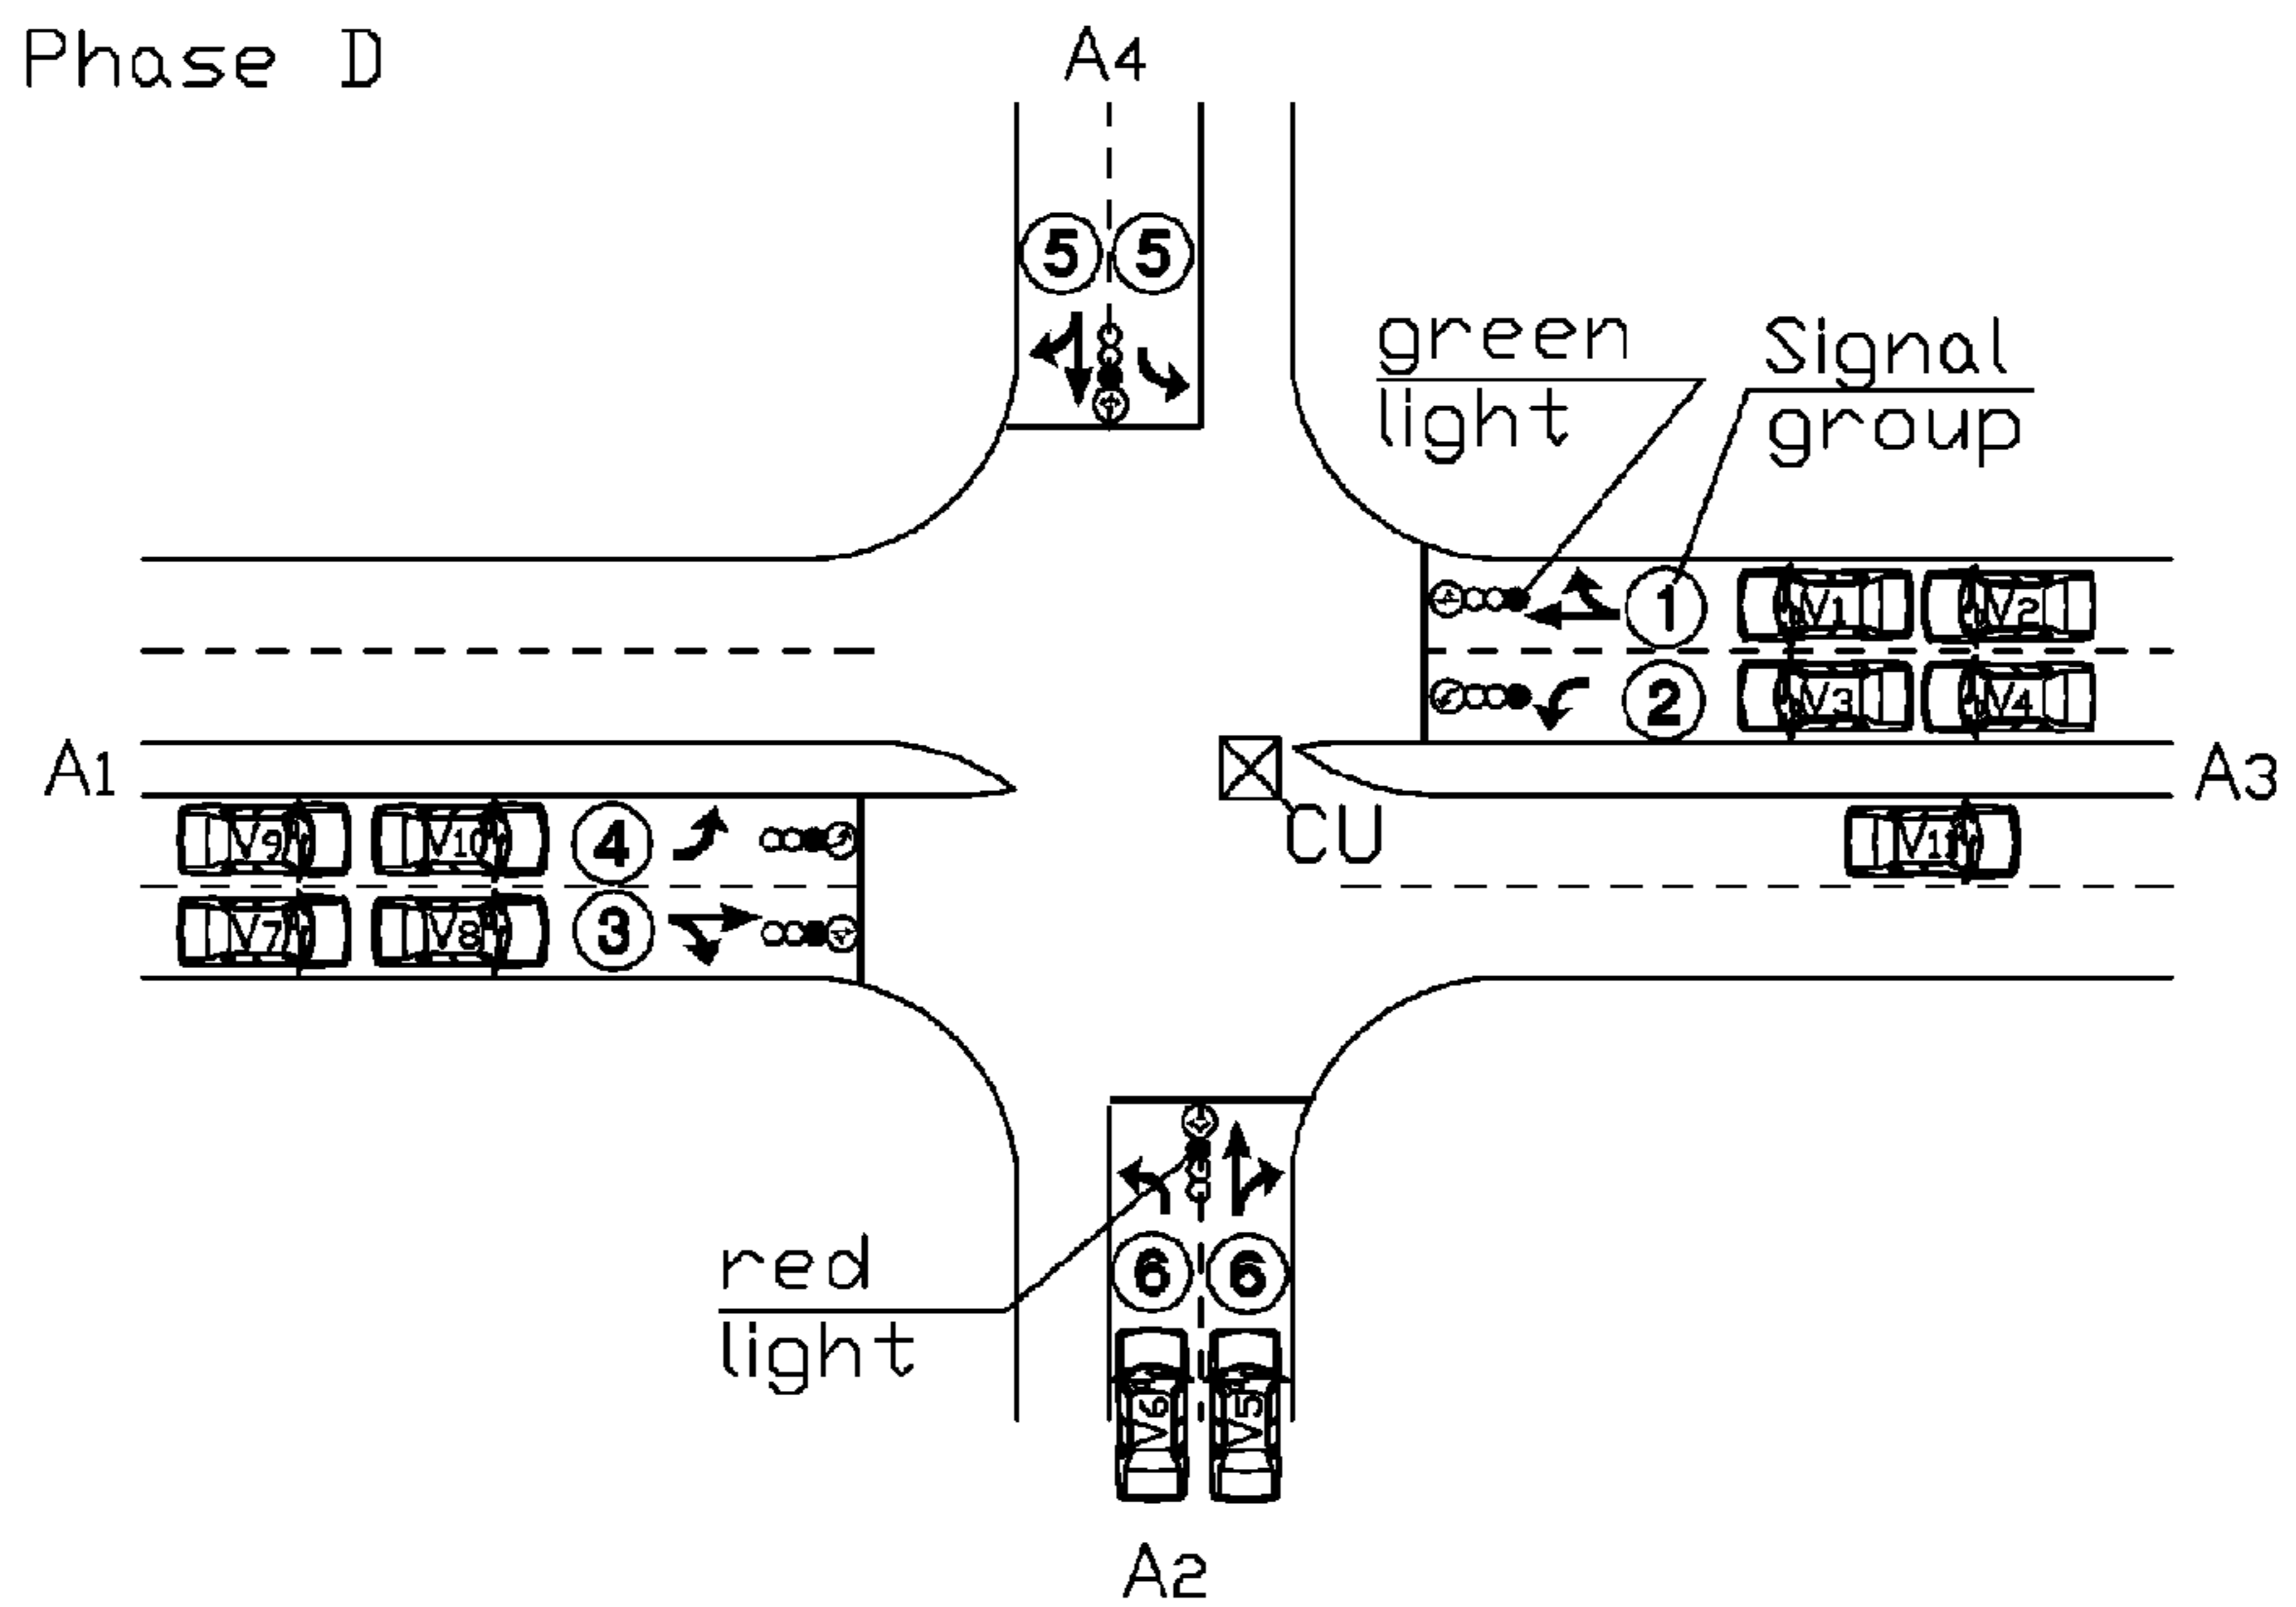 Phase D
A4
5 5
green
light
Signal
group
1 V1 V2
2 V3 V4
A1
A3
CU
V9 V10 4
V11
V7 V8 3
red
light
6 6
V6 V5
A2